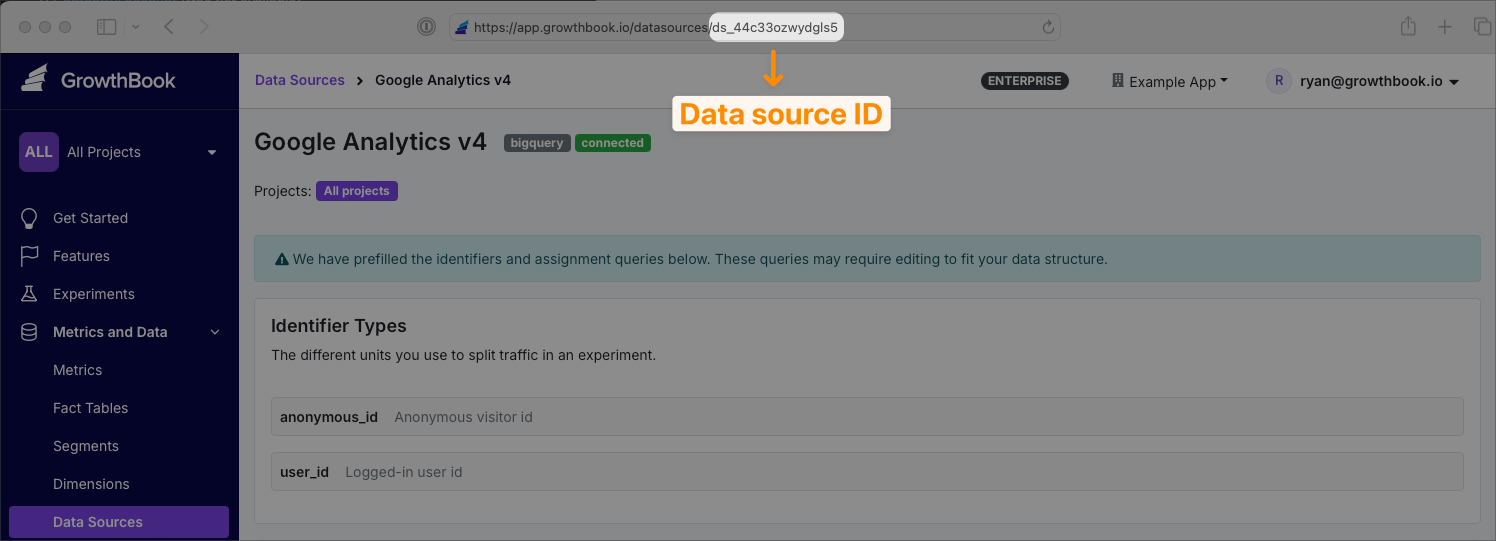 https://app.growthbook.io/datasources/ds_44c33ozwydgls5
Data source ID
GrowthBook
Data Sources > Google Analytics v4
ENTERPRISE
Example App
R ryan@growthbook.io
ALL All Projects
Get Started
Features
Experiments
Metrics and Data
Metrics
Fact Tables
Segments
Dimensions
Data Sources
Google Analytics v4 bigquery connected
Projects: All projects
We have prefilled the identifiers and assignment queries below. These queries may require editing to fit your data structure.
Identifier Types
The different units you use to split traffic in an experiment.
anonymous_id Anonymous visitor id
user_id Logged-in user id